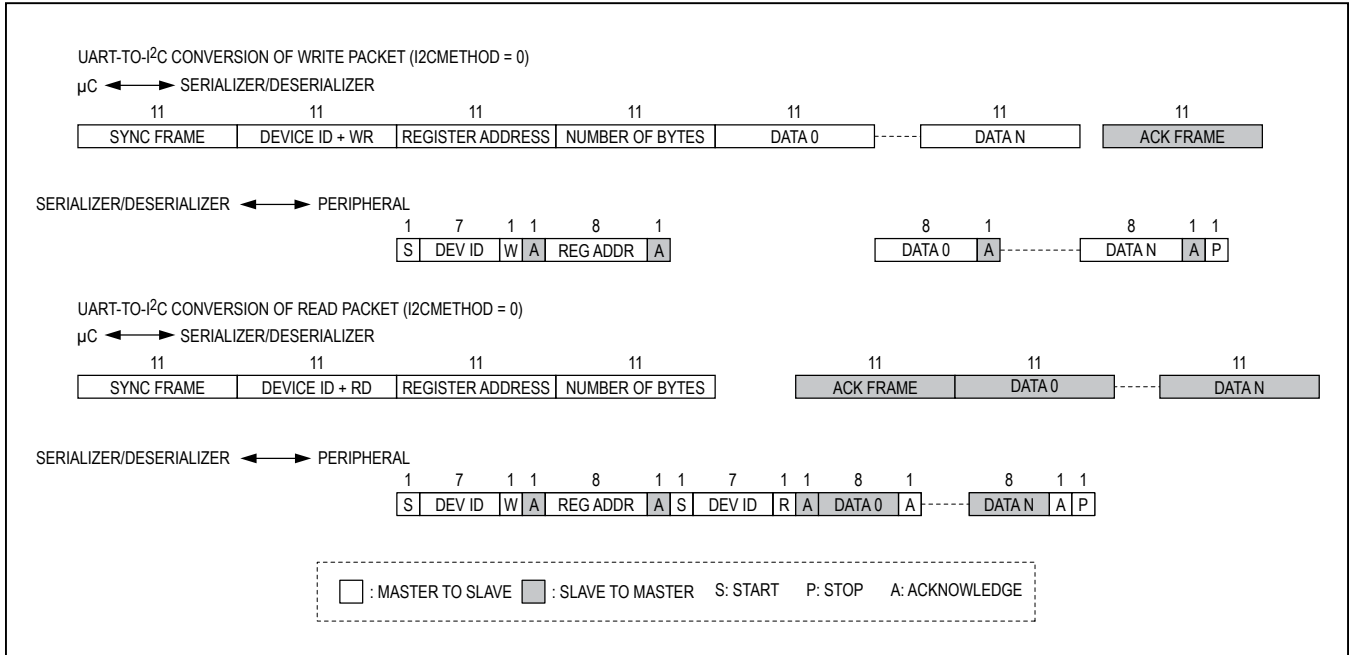 UART-TO-I2C CONVERSION OF WRITE PACKET (I2CMETHOD = 0)
µC SERIALIZER/DESERIALIZER
11 11 11 11 11 11 11
SYNC FRAME DEVICE ID + WR REGISTER ADDRESS NUMBER OF BYTES DATA 0 DATA N ACK FRAME
SERIALIZER/DESERIALIZER PERIPHERAL
1 7 1 1 8 1 8 1 8 1 1
S DEV ID W A REG ADDR A DATA 0 A DATA N A P
UART-TO-I2C CONVERSION OF READ PACKET (I2CMETHOD = 0)
µC SERIALIZER/DESERIALIZER
11 11 11 11 11 11 11
SYNC FRAME DEVICE ID + RD REGISTER ADDRESS NUMBER OF BYTES ACK FRAME DATA 0 DATA N
SERIALIZER/DESERIALIZER PERIPHERAL
1 7 1 1 8 1 1 7 1 1 8 1 8 1 1
S DEV ID W A REG ADDR A S DEV ID R A DATA 0 A DATA N A P
: MASTER TO SLAVE : SLAVE TO MASTER S: START P: STOP A: ACKNOWLEDGE